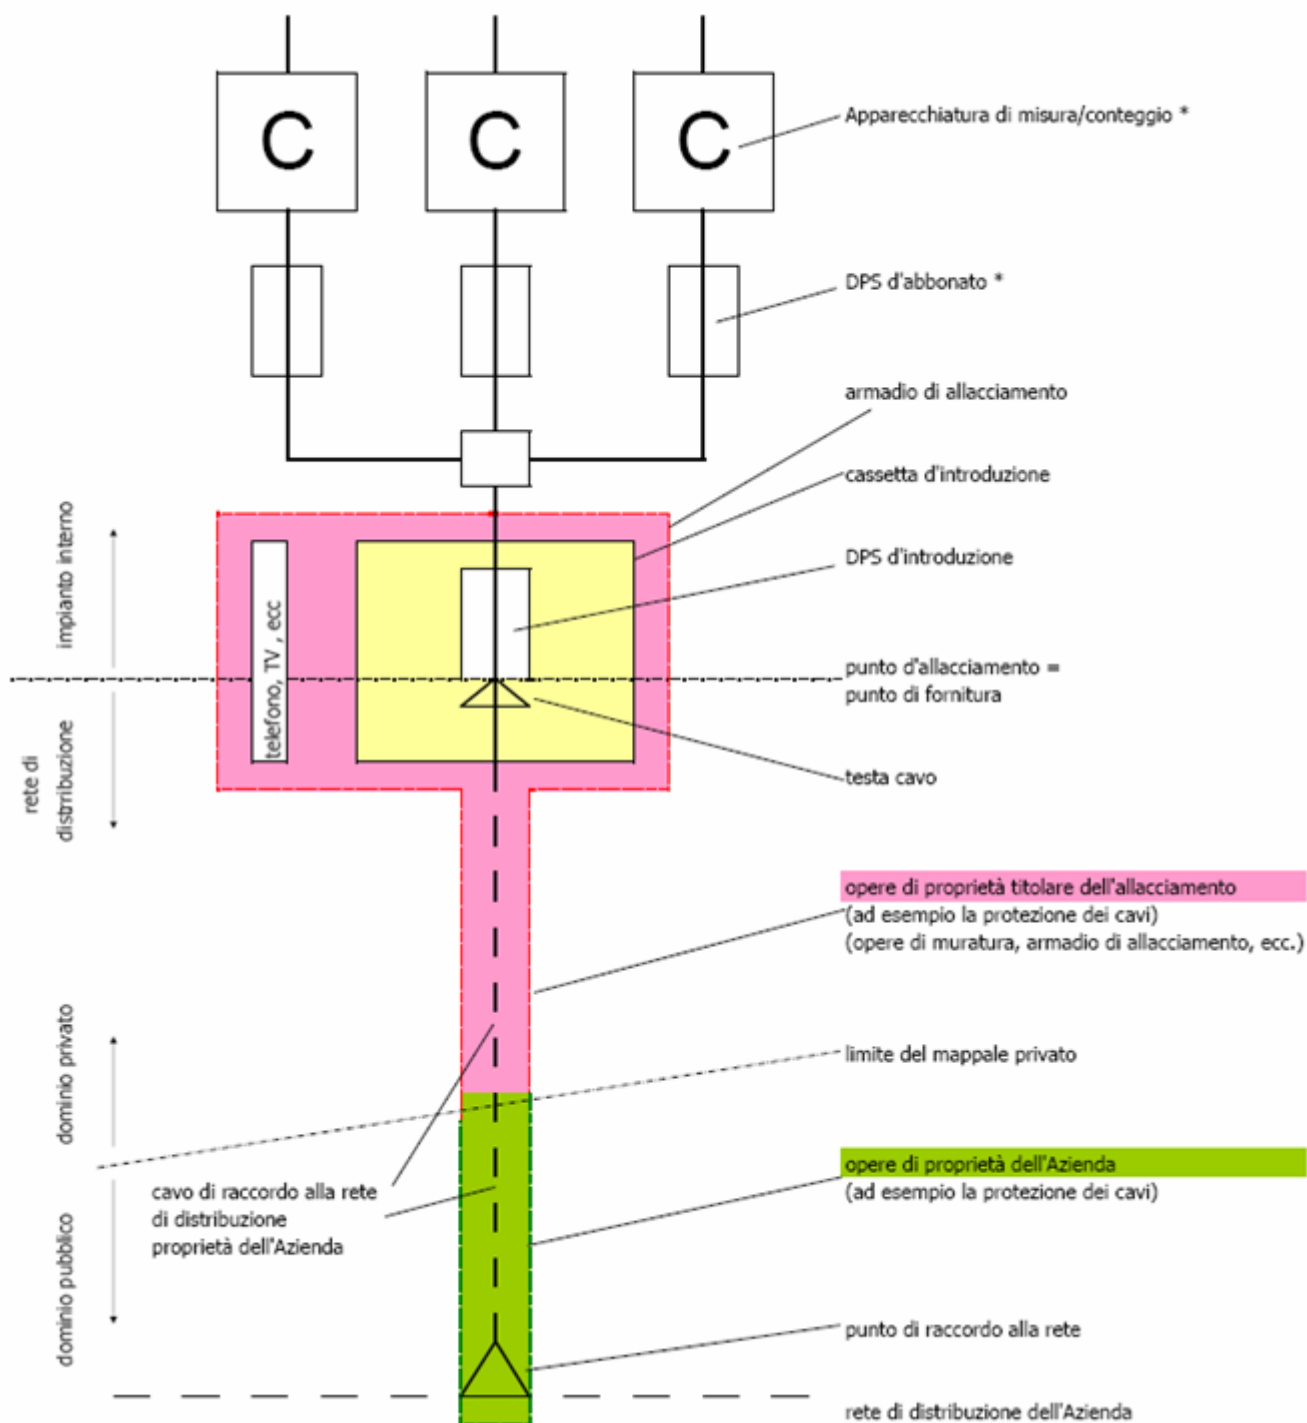 C
C
C
Apparecchiatura di misura/conteggio *
DPS d'abbonato *
armadio di allacciamento
cassetta d'introduzione
DPS d'introduzione
impianto interno
telefono, TV , ecc
punto d'allacciamento =
punto di fornitura
rete di
distrribuzione
testa cavo
opere di proprietà titolare dell'allacciamento
(ad esempio la protezione dei cavi)
(opere di muratura, armadio di allacciamento, ecc.)
dominio privato
limite del mappale privato
opere di proprietà dell'Azienda
(ad esempio la protezione dei cavi)
cavo di raccordo alla rete
di distribuzione
proprietà dell'Azienda
dominio pubblico
punto di raccordo alla rete
rete di distribuzione dell'Azienda